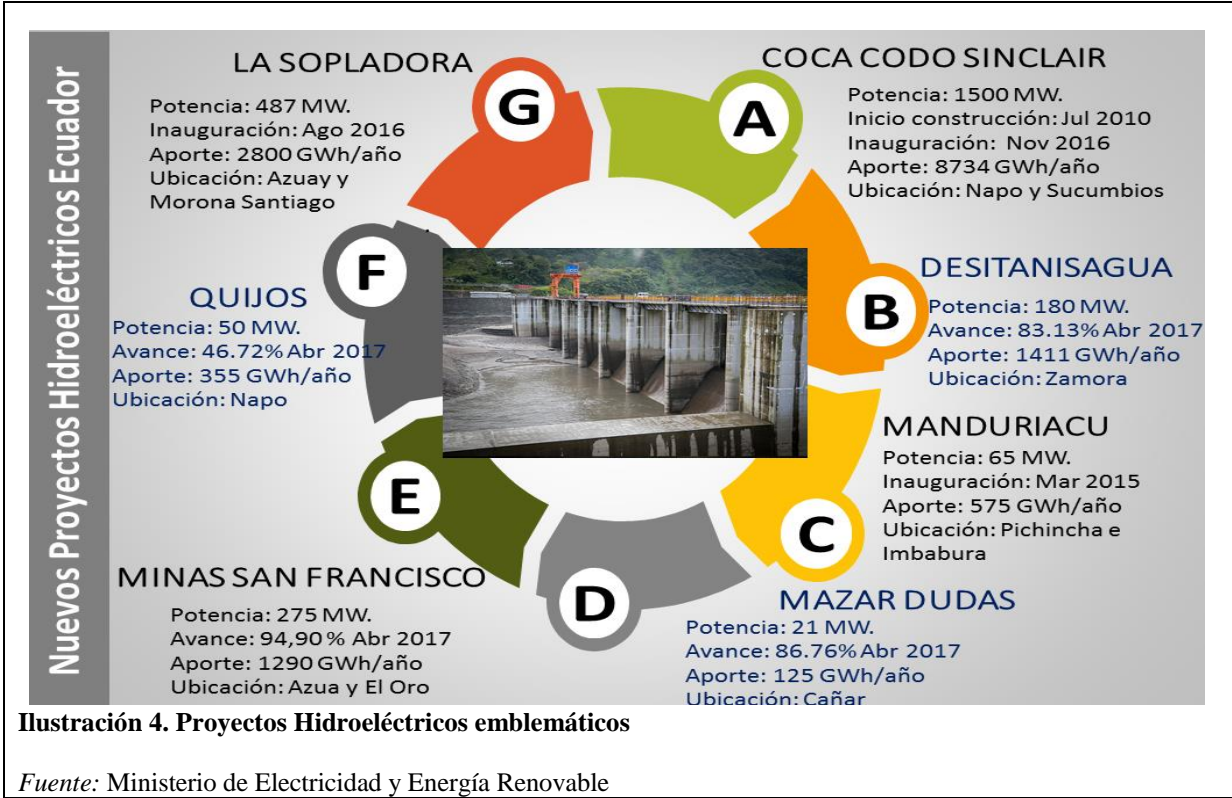 Nuevos Proyectos Hidroeléctricos Ecuador
LA SOPLADORA
Potencia: 487 MW.
Inauguración: Ago 2016
Aporte: 2800 GWh/año
Ubicación: Azuay y
Morona Santiago
G
COCA CODO SINCLAIR
Potencia: 1500 MW.
Inicio construcción: Jul 2010
Inauguración: Nov 2016
Aporte: 8734 GWh/año
Ubicación: Napo y Sucumbios
A
DESITANISAGUA
Potencia: 180 MW.
Avance: 83.13% Abr 2017
Aporte: 1411 GWh/año
Ubicación: Zamora
B
QUIJOS
Potencia: 50 MW.
Avance: 46.72% Abr 2017
Aporte: 355 GWh/año
Ubicación: Napo
F
MANDURIACU
Potencia: 65 MW.
Inauguración: Mar 2015
Aporte: 575 GWh/año
Ubicación: Pichincha e
Imbabura
C
MINAS SAN FRANCISCO
Potencia: 275 MW.
Avance: 94,90 % Abr 2017
Aporte: 1290 GWh/año
Ubicación: Azua y El Oro
E
D
MAZAR DUDAS
Potencia: 21 MW.
Avance: 86.76% Abr 2017
Aporte: 125 GWh/año
Ubicación: Cañar
Ilustración 4. Proyectos Hidroeléctricos emblemáticos
Fuente: Ministerio de Electricidad y Energía Renovable